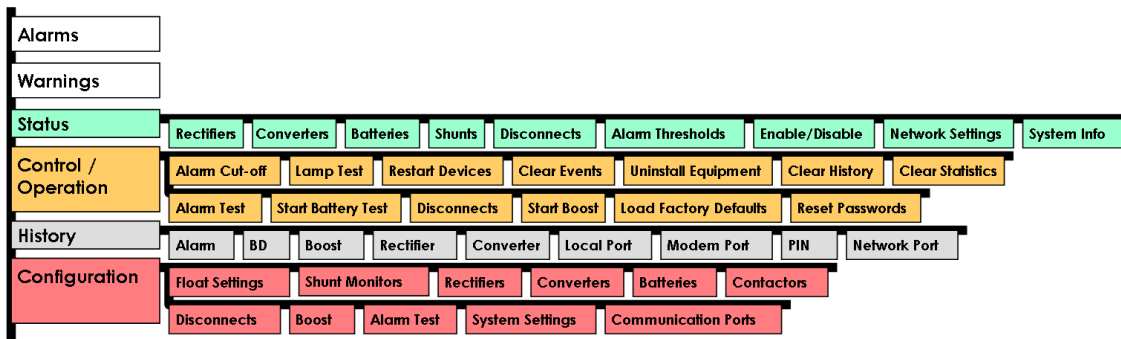 Alarms
Warnings
Status
Rectifiers Converters Batteries Shunts Disconnects Alarm Thresholds Enable/Disable Network Settings System Info
Control /
Operation
Alarm Cut-off Lamp Test Restart Devices Clear Events Uninstall Equipment Clear History Clear Statistics
Alarm Test Start Battery Test Disconnects Start Boost Load Factory Defaults Reset Passwords
History
Alarm BD Boost Rectifier Converter Local Port Modem Port PIN Network Port
Configuration
Float Settings Shunt Monitors Rectifiers Converters Batteries Contactors
Disconnects Boost Alarm Test System Settings Communication Ports